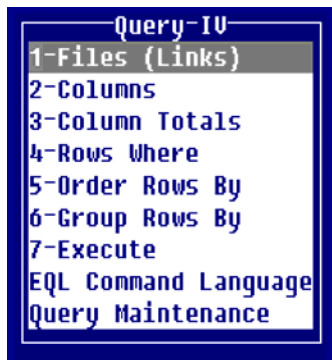 Query-IV
1-Files (Links)
2-Columns
3-Column Totals
4-Rows Where
5-Order Rows By
6-Group Rows By
7-Execute
EQL Command Language
Query Maintenance